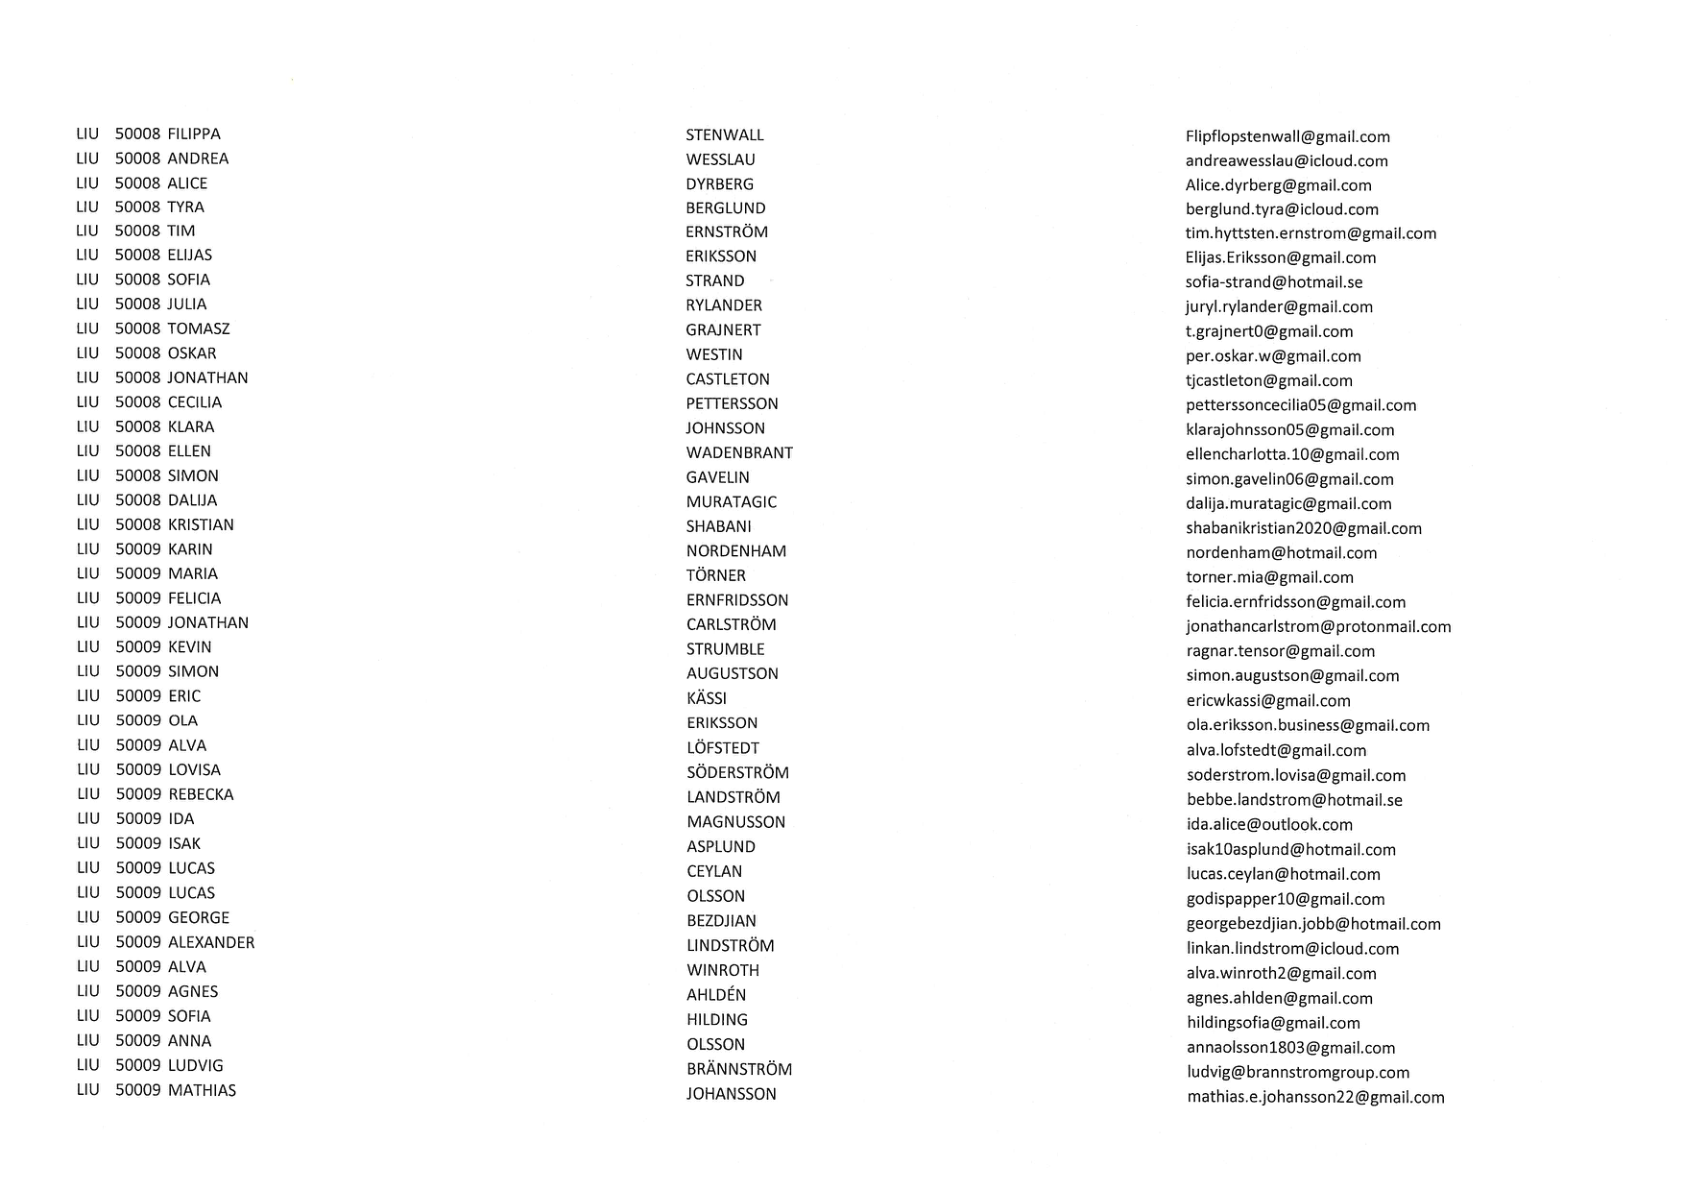 LIU 50008 FILIPPA STENWALL Flipflopstenwall@gmail.com
LIU 50008 ANDREA WESSLAU andreawesslau@icloud.com
LIU 50008 ALICE DYRBERG Alice.dyrberg@gmail.com
LIU 50008 TYRA BERGLUND berglund.tyra@icloud.com
LIU 50008 TIM ERNSTRÖM tim.hyttsten.ernstrom@gmail.com
LIU 50008 ELIJAS ERIKSSON Elijas.Eriksson@gmail.com
LIU 50008 SOFIA STRAND sofia-strand@hotmail.se
LIU 50008 JULIA RYLANDER juryl.rylander@gmail.com
LIU 50008 TOMASZ GRAJNERT t.grajnert0@gmail.com
LIU 50008 OSKAR WESTIN per.oskar.w@gmail.com
LIU 50008 JONATHAN CASTLETON tjcastleton@gmail.com
LIU 50008 CECILIA PETTERSSON petterssoncecilia05@gmail.com
LIU 50008 KLARA JOHNSSON klarajohnsson05@gmail.com
LIU 50008 ELLEN WADENBRANT ellencharlotta.10@gmail.com
LIU 50008 SIMON GAVELIN simon.gavelin06@gmail.com
LIU 50008 DALIJA MURATAGIC dalija.muratagic@gmail.com
LIU 50008 KRISTIAN SHABANI shabanikristian2020@gmail.com
LIU 50009 KARIN NORDENHAM nordenham@hotmail.com
LIU 50009 MARIA TÖRNER torner.mia@gmail.com
LIU 50009 FELICIA ERNFRIDSSON felicia.ernfridsson@gmail.com
LIU 50009 JONATHAN CARLSTRÖM jonathancarlstrom@protonmail.com
LIU 50009 KEVIN STRUMBLE ragnar.tensor@gmail.com
LIU 50009 SIMON AUGUSTSON simon.augustson@gmail.com
LIU 50009 ERIC KÄSSI ericwkassi@gmail.com
LIU 50009 OLA ERIKSSON ola.eriksson.business@gmail.com
LIU 50009 ALVA LÖFSTEDT alva.lofstedt@gmail.com
LIU 50009 LOVISA SÖDERSTRÖM soderstrom.lovisa@gmail.com
LIU 50009 REBECKA LANDSTRÖM bebbe.landstrom@hotmail.se
LIU 50009 IDA MAGNUSSON ida.alice@outlook.com
LIU 50009 ISAK ASPLUND isak10asplund@hotmail.com
LIU 50009 LUCAS CEYLAN lucas.ceylan@hotmail.com
LIU 50009 LUCAS OLSSON godispapper10@gmail.com
LIU 50009 GEORGE BEZDJIAN georgebezdjian.jobb@hotmail.com
LIU 50009 ALEXANDER LINDSTRÖM linkan.lindstrom@icloud.com
LIU 50009 ALVA WINROTH alva.winroth2@gmail.com
LIU 50009 AGNES AHLDÉN agnes.ahlden@gmail.com
LIU 50009 SOFIA HILDING hildingsofia@gmail.com
LIU 50009 ANNA OLSSON annaolsson1803@gmail.com
LIU 50009 LUDVIG BRÄNNSTRÖM ludvig@brannstromgroup.com
LIU 50009 MATHIAS JOHANSSON mathias.e.johansson22@gmail.com